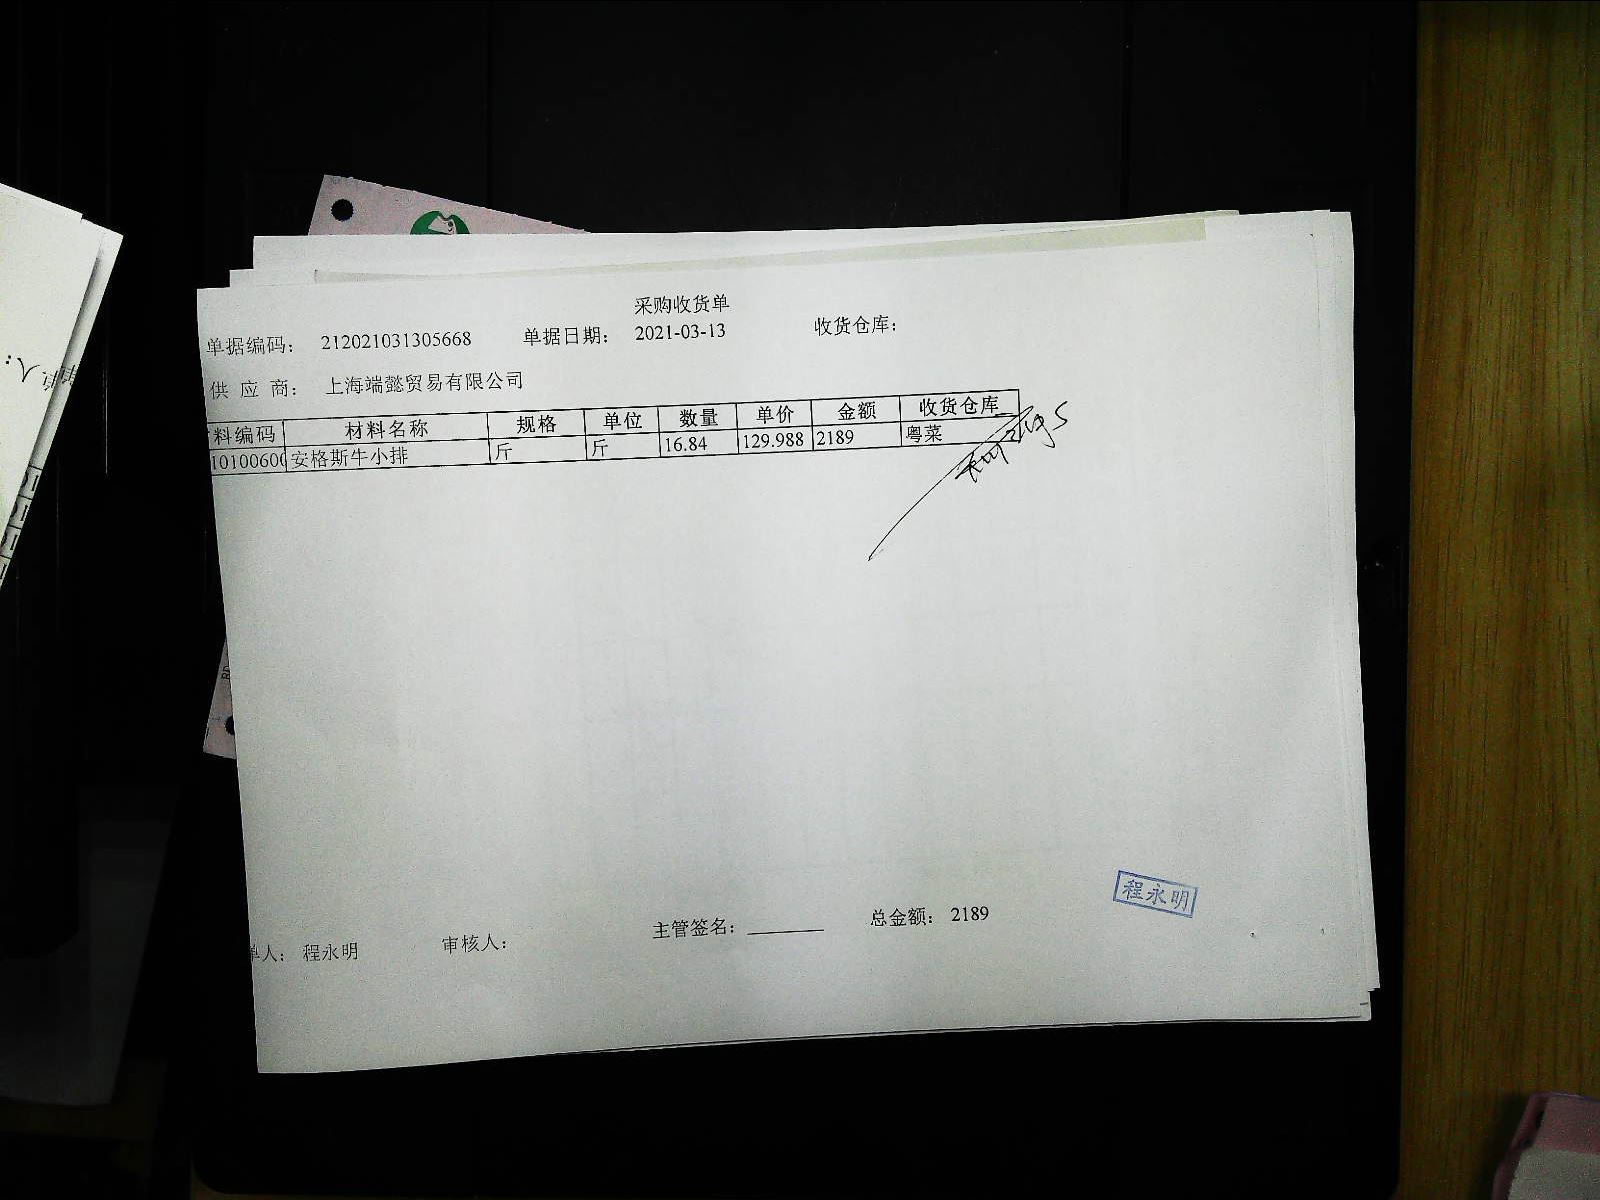 采购收货单
单据编码： 212021031305668 单据日期： 2021-03-13 收货仓库：
供 应 商： 上海端懿贸易有限公司
料编码 材料名称 规格 单位 数量 单价 金额 收货仓库
10100600 安格斯牛小排 斤 斤 16.84 129.988 2189 粤菜
程永明
单人： 程永明 审核人： 主管签名： 总金额： 2189